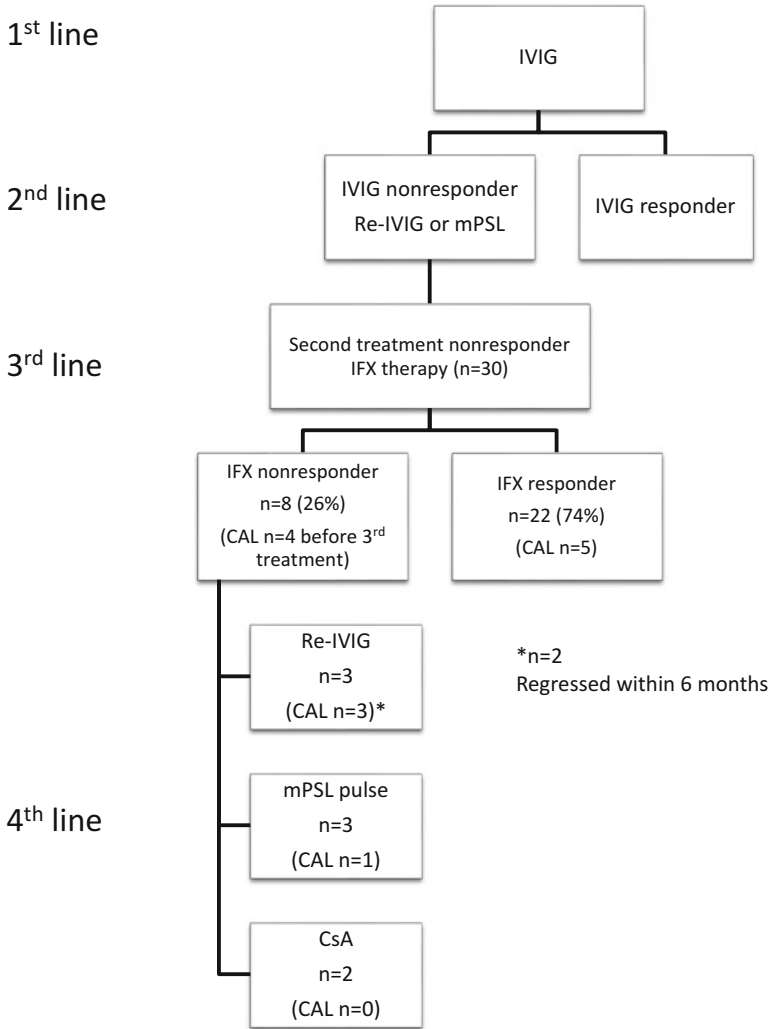 1st line
IVIG
2nd line
IVIG nonresponder
Re-IVIG or mPSL
IVIG responder
3rd line
Second treatment nonresponder
IFX therapy (n=30)
IFX nonresponder
n=8 (26%)
(CAL n=4 before 3rd
treatment)
IFX responder
n=22 (74%)
(CAL n=5)
Re-IVIG
n=3
(CAL n=3)*
*n=2
Regressed within 6 months
4th line
mPSL pulse
n=3
(CAL n=1)
CsA
n=2
(CAL n=0)